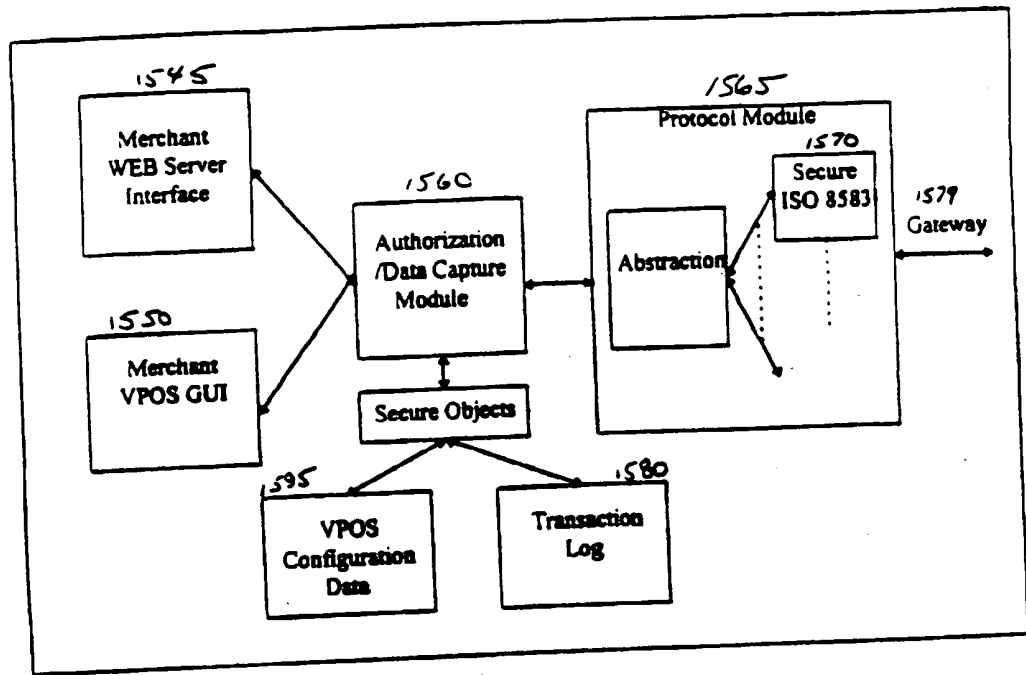 1545
Merchant
WEB Server
Interface
1550
Merchant
VPOS GUI
1560
Authorization
/Data Capture
Module
Secure Objects
1595
VPOS
Configuration
Data
1580
Transaction
Log
1565
Protocol Module
Abstraction
1570
Secure
ISO 8583
1579
Gateway